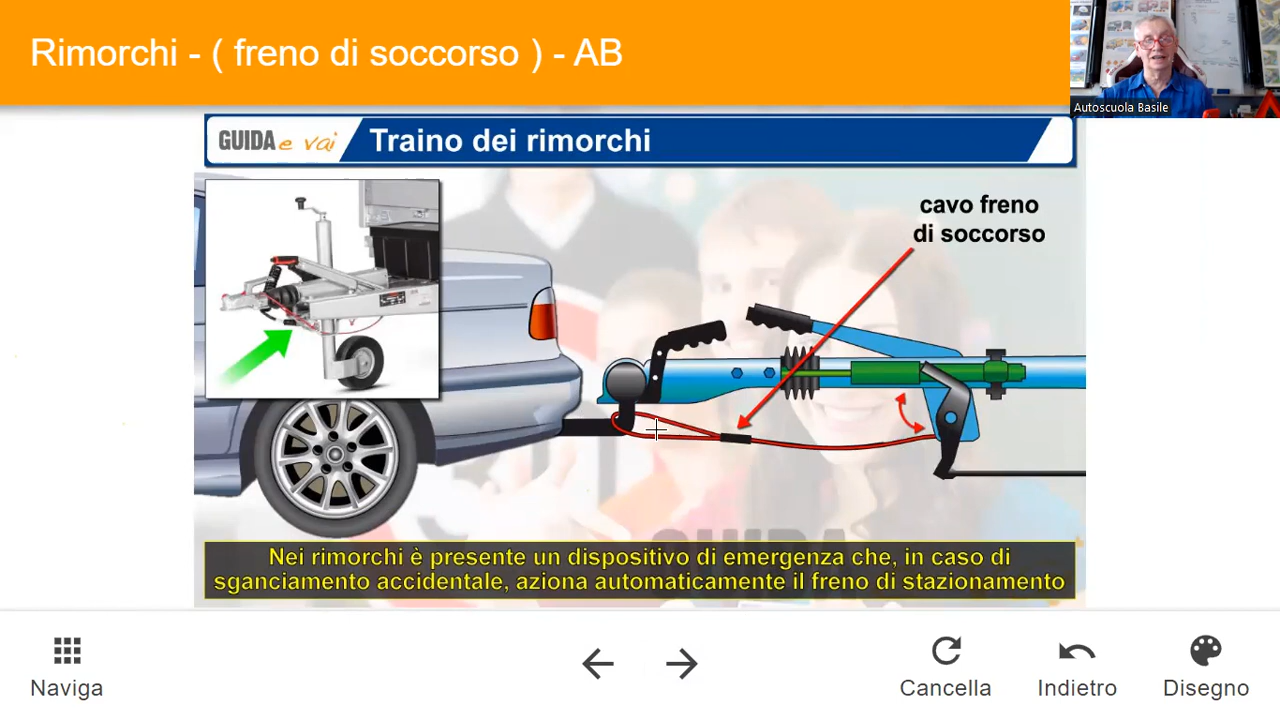 Rimorchi - ( freno di soccorso ) - AB
Autoscuola Basile
GUIDA e vai
Traino dei rimorchi
cavo freno
di soccorso
Nei rimorchi è presente un dispositivo di emergenza che, in caso di
sganciamento accidentale, aziona automaticamente il freno di stazionamento
Naviga
Cancella
Indietro
Disegno